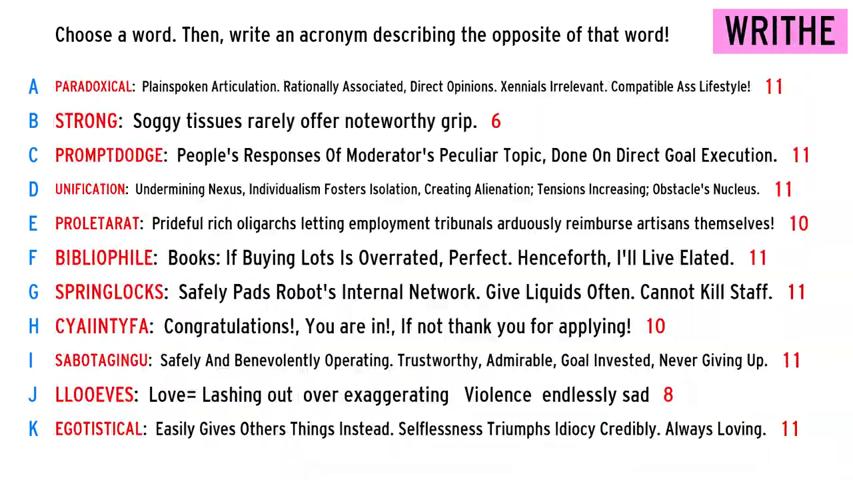 Choose a word. Then, write an acronym describing the opposite of that word!
WRITHE
A PARADOXICAL: Plainspoken Articulation. Rationally Associated, Direct Opinions. Xennials Irrelevant. Compatible Ass Lifestyle! 11
B STRONG: Soggy tissues rarely offer noteworthy grip. 6
C PROMPTDODGE: People's Responses Of Moderator's Peculiar Topic, Done On Direct Goal Execution. 11
D UNIFICATION: Undermining Nexus, Individualism Fosters Isolation, Creating Alienation; Tensions Increasing; Obstacle's Nucleus. 11
E PROLETARAT: Prideful rich oligarchs letting employment tribunals arduously reimburse artisans themselves! 10
F BIBLIOPHILE: Books: If Buying Lots Is Overrated, Perfect. Henceforth, I'll Live Elated. 11
G SPRINGLOCKS: Safely Pads Robot's Internal Network. Give Liquids Often. Cannot Kill Staff. 11
H CYAIINTYFA: Congratulations!, You are in!, If not thank you for applying! 10
I SABOTAGINGU: Safely And Benevolently Operating. Trustworthy, Admirable, Goal Invested, Never Giving Up. 11
J LLOOEVES: Love= Lashing out over exaggerating Violence endlessly sad 8
K EGOTISTICAL: Easily Gives Others Things Instead. Selflessness Triumphs Idiocy Credibly. Always Loving. 11